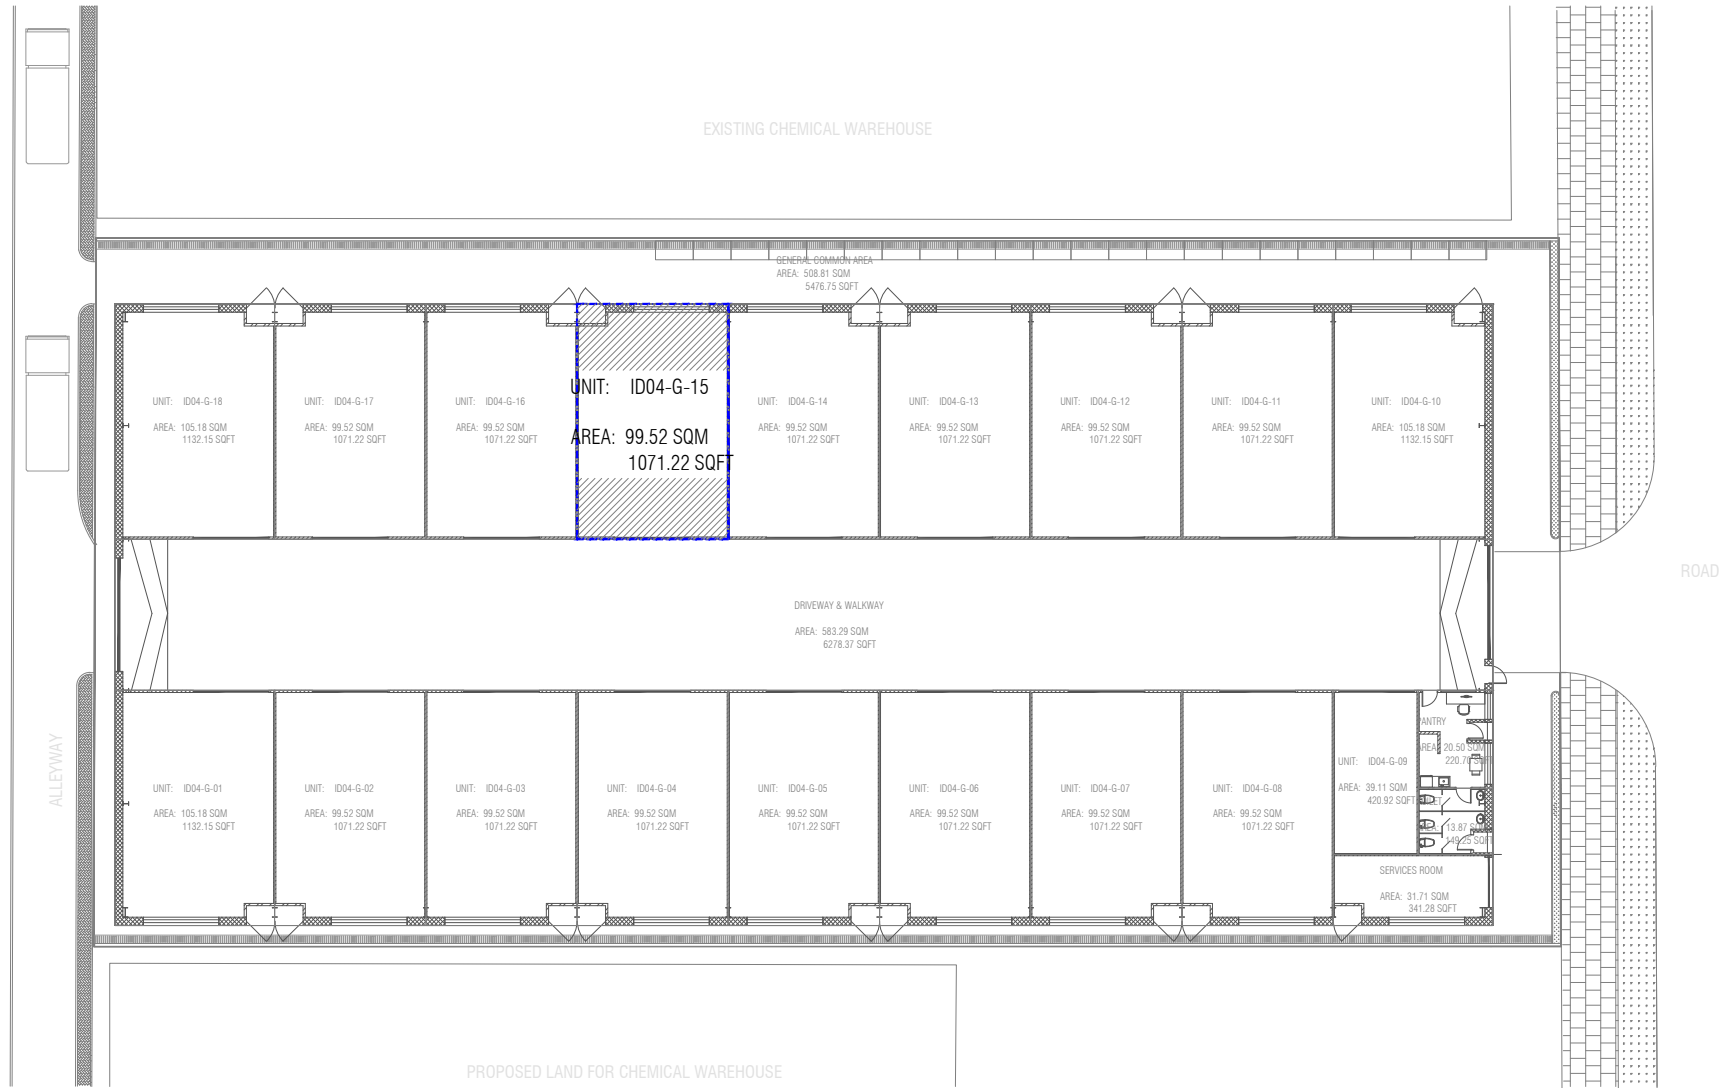 EXISTING CHEMICAL WAREHOUSE
GENERAL COMMON AREA
AREA: 508.81 SQM
5476.75 SQFT
UNIT: ID04-G-18
AREA: 105.18 SQM
1132.15 SQFT
UNIT: ID04-G-17
AREA: 99.52 SQM
1071.22 SQFT
UNIT: ID04-G-16
AREA: 99.52 SQM
1071.22 SQFT
UNIT: ID04-G-15
AREA: 99.52 SQM
1071.22 SQFT
UNIT: ID04-G-14
AREA: 99.52 SQM
1071.22 SQFT
UNIT: ID04-G-13
AREA: 99.52 SQM
1071.22 SQFT
UNIT: ID04-G-12
AREA: 99.52 SQM
1071.22 SQFT
UNIT: ID04-G-11
AREA: 99.52 SQM
1071.22 SQFT
UNIT: ID04-G-10
AREA: 105.18 SQM
1132.15 SQFT
ROAD
DRIVEWAY & WALKWAY
AREA: 583.29 SQM
6278.37 SQFT
ALLEYWAY
UNIT: ID04-G-01
AREA: 105.18 SQM
1132.15 SQFT
UNIT: ID04-G-02
AREA: 99.52 SQM
1071.22 SQFT
UNIT: ID04-G-03
AREA: 99.52 SQM
1071.22 SQFT
UNIT: ID04-G-04
AREA: 99.52 SQM
1071.22 SQFT
UNIT: ID04-G-05
AREA: 99.52 SQM
1071.22 SQFT
UNIT: ID04-G-06
AREA: 99.52 SQM
1071.22 SQFT
UNIT: ID04-G-07
AREA: 99.52 SQM
1071.22 SQFT
UNIT: ID04-G-08
AREA: 99.52 SQM
1071.22 SQFT
UNIT: ID04-G-09
AREA: 39.11 SQM
420.92 SQFT
PANTRY
AREA: 20.50 SQM
220.70 SQFT
TOILET
AREA: 13.87 SQM
149.25 SQFT
SERVICES ROOM
AREA: 31.71 SQM
341.28 SQFT
PROPOSED LAND FOR CHEMICAL WAREHOUSE